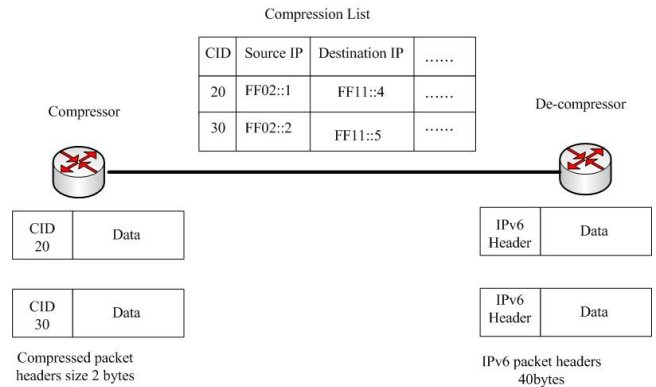 Compression List
CID Source IP Destination IP ......
20 FF02::1 FF11::4 ......
30 FF02::2 FF11::5 ......
Compressor
De-compressor
CID
20
Data
IPv6
Header
Data
CID
30
Data
IPv6
Header
Data
Compressed packet
headers size 2 bytes
IPv6 packet headers
40bytes